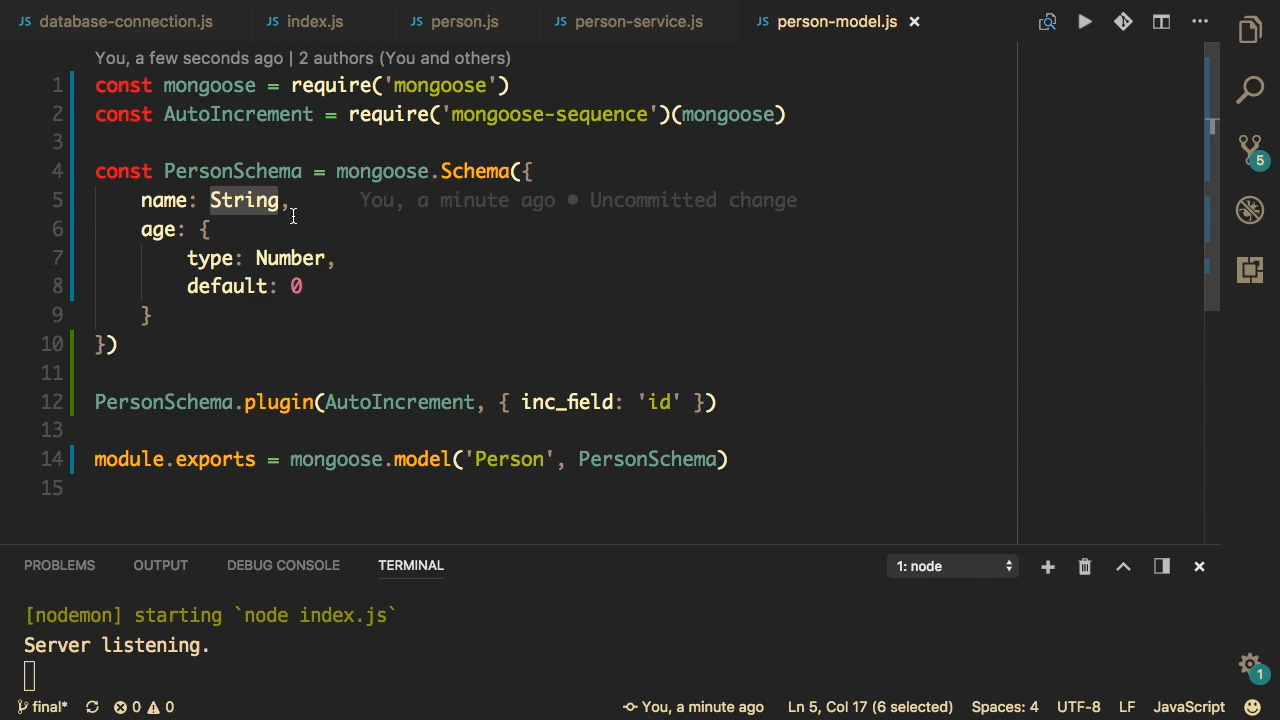 JS database-connection.js JS index.js JS person.js JS person-service.js JS person-model.js
You, a few seconds ago | 2 authors (You and others)
1 const mongoose = require('mongoose')
2 const AutoIncrement = require('mongoose-sequence')(mongoose)
3
4 const PersonSchema = mongoose.Schema({
5 name: String, You, a minute ago • Uncommitted change
6 age: {
7 type: Number,
8 default: 0
9 }
10 })
11
12 PersonSchema.plugin(AutoIncrement, { inc_field: 'id' })
13
14 module.exports = mongoose.model('Person', PersonSchema)
15
5
PROBLEMS OUTPUT DEBUG CONSOLE TERMINAL 1: node
[nodemon] starting `node index.js`
Server listening.
1
final* 0 0 You, a minute ago Ln 5, Col 17 (6 selected) Spaces: 4 UTF-8 LF JavaScript